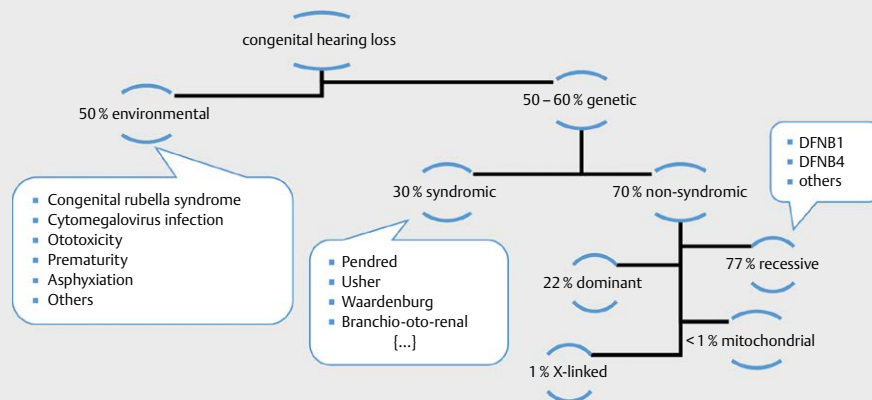 congenital hearing loss
50 % environmental
50 – 60 % genetic
Congenital rubella syndrome
Cytomegalovirus infection
Ototoxicity
Prematurity
Asphyxiation
Others
30 % syndromic
70 % non-syndromic
DFNB1
DFNB4
others
Pendred
Usher
Waardenburg
Branchio-oto-renal
[...]
22 % dominant
77 % recessive
< 1 % mitochondrial
1 % X-linked